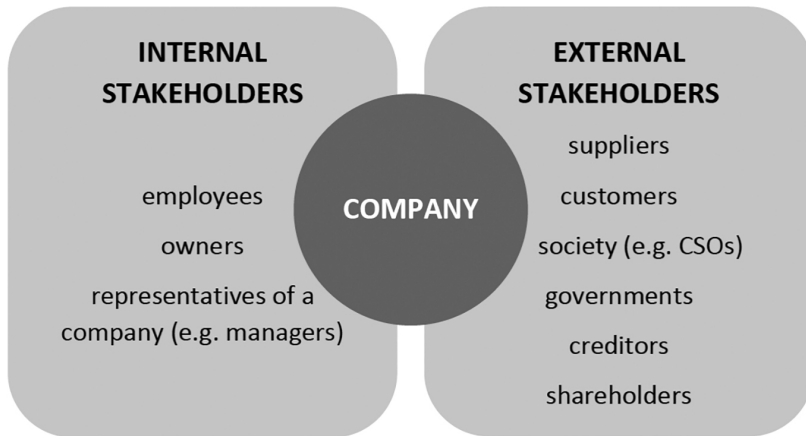 INTERNAL
STAKEHOLDERS
employees
owners
representatives of a
company (e.g. managers)
COMPANY
EXTERNAL
STAKEHOLDERS
suppliers
customers
society (e.g. CSOs)
governments
creditors
shareholders